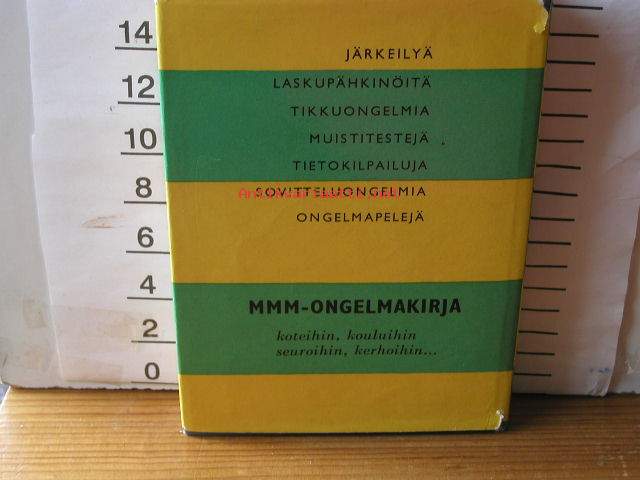 14
12
10
8
6
4
2
0
JÄRKEILYÄ
LASKUPÄHKINÖITÄ
TIKKUONGELMIA
MUISTITESTEJÄ
TIETOKILPAILUJA
SOVITTELUONGELMIA
ONGELMAPELEJÄ
MMM-ONGELMAKIRJA
koteihin, kouluihin
seuroihin, kerhoihin...